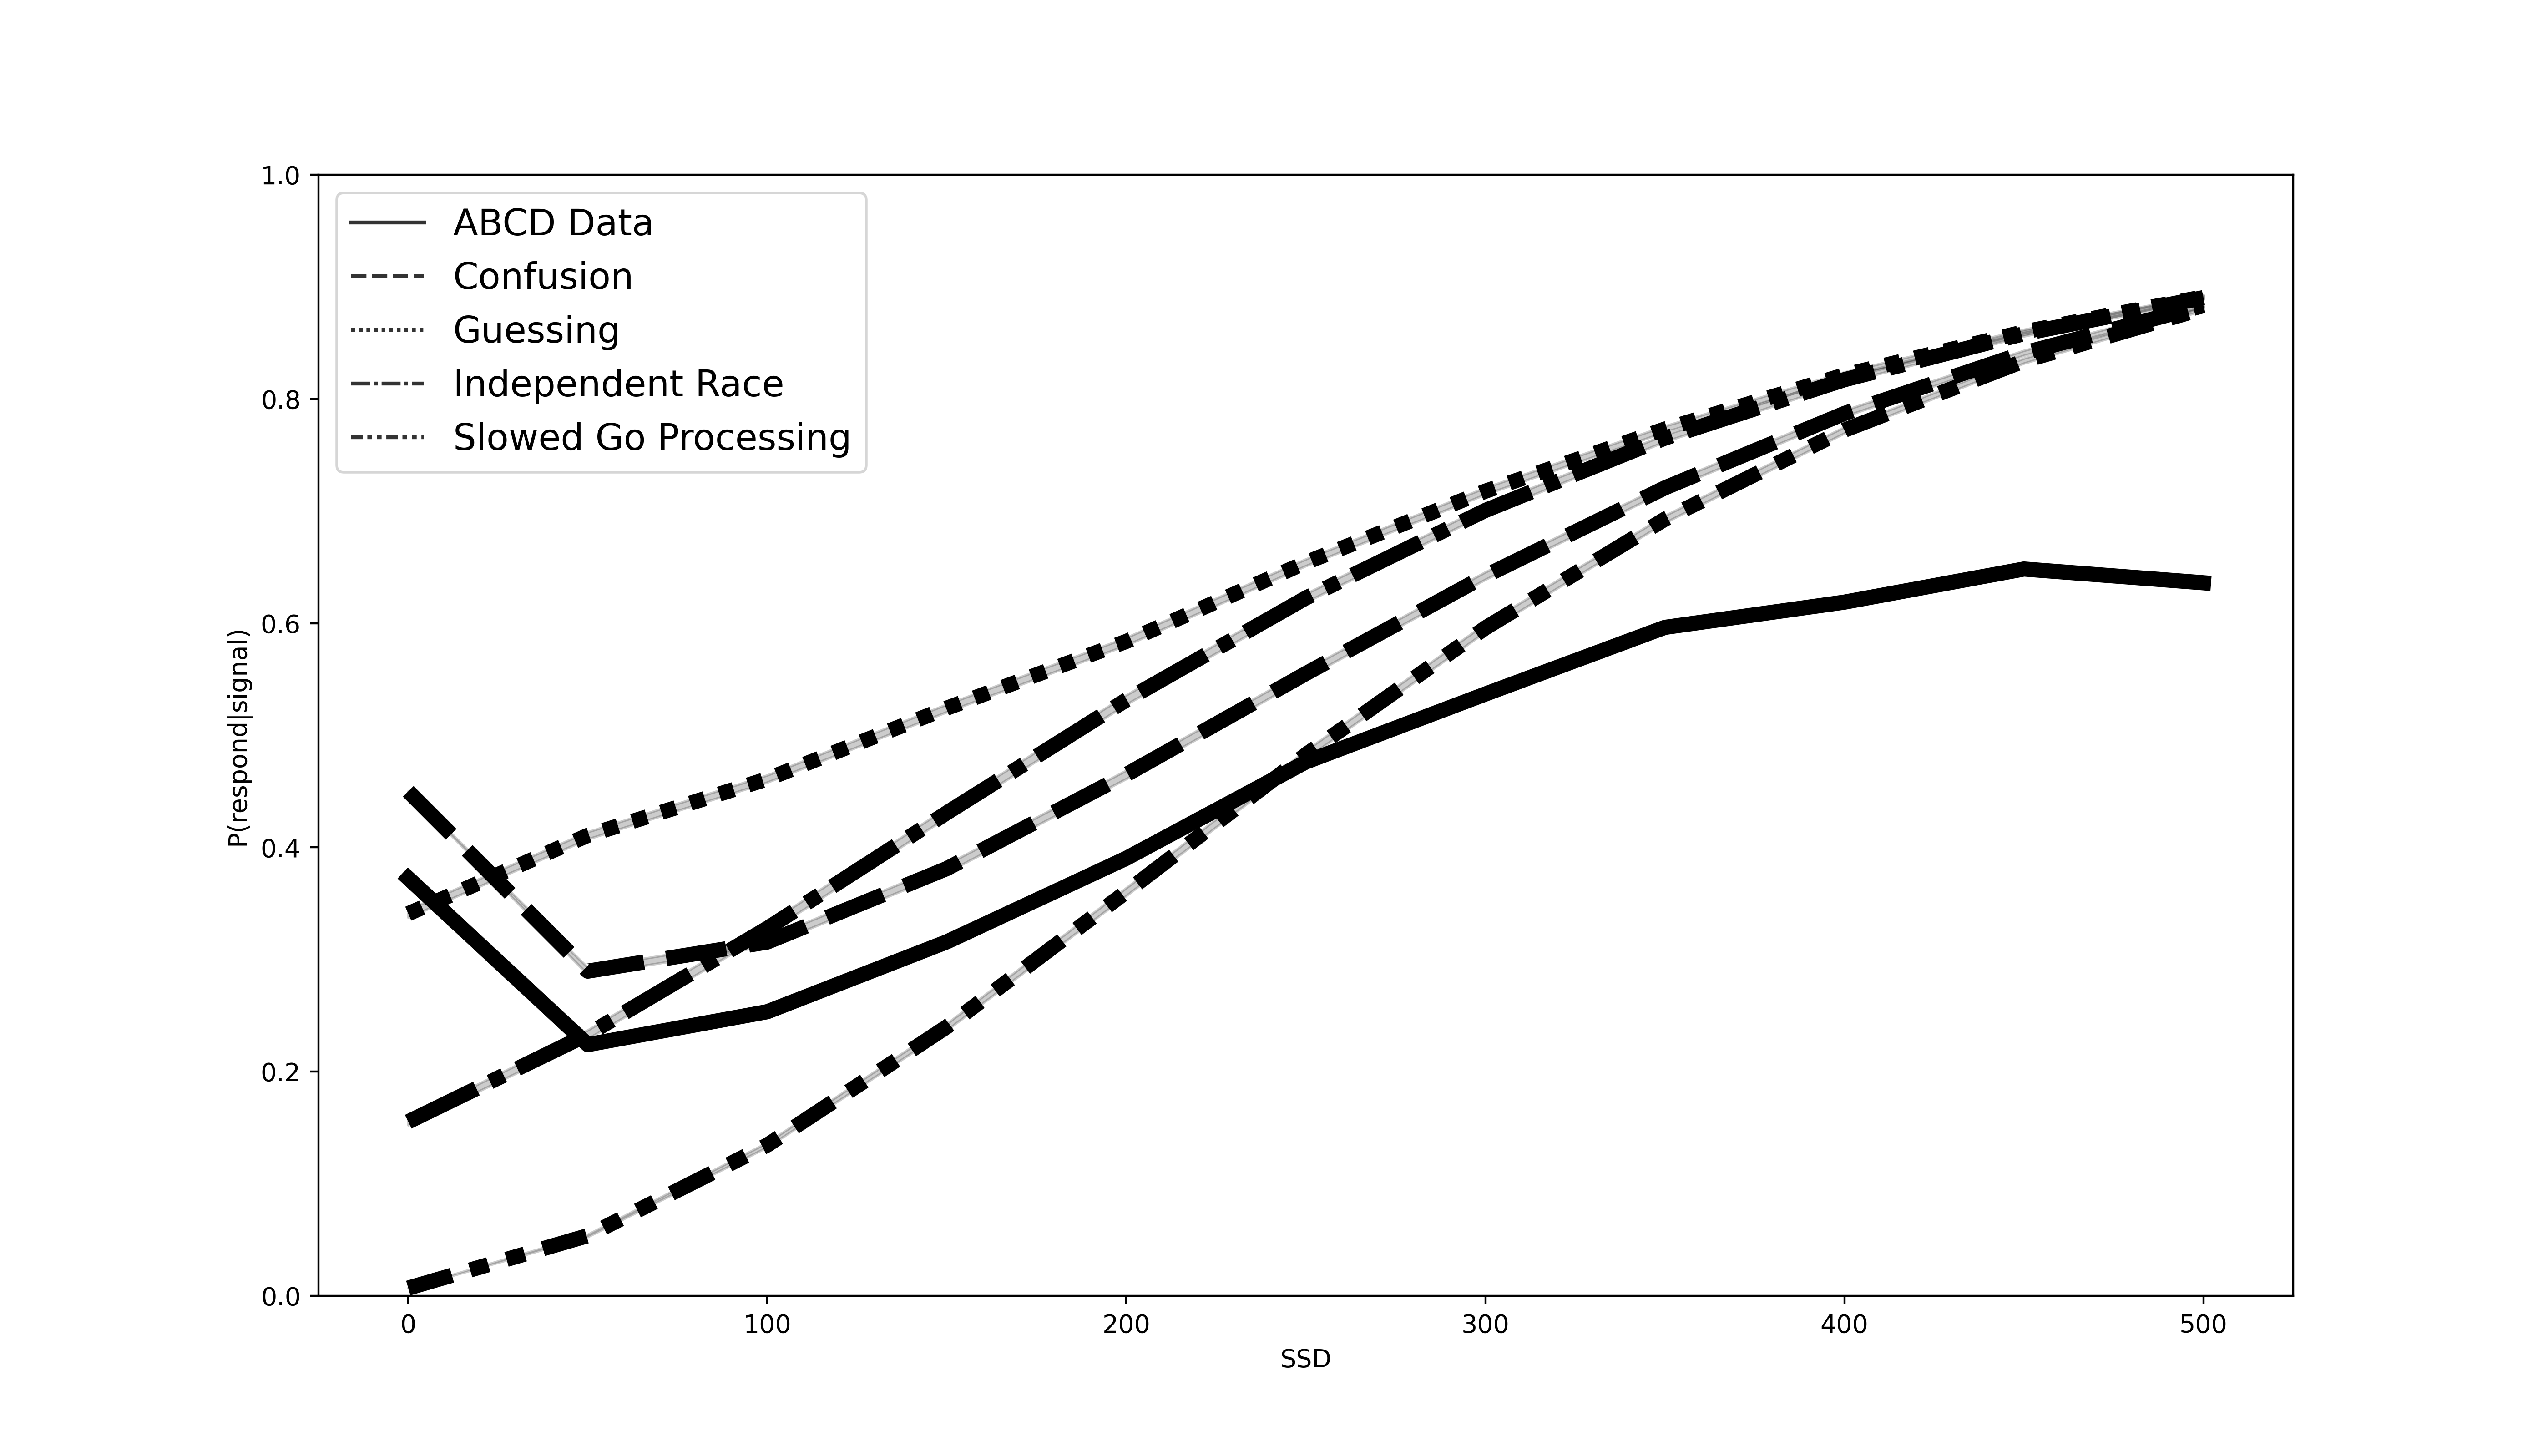 1.0
0.8
0.6
0.4
0.2
0.0
P(respond|signal)
ABCD Data
Confusion
Guessing
Independent Race
Slowed Go Processing
0 100 200 300 400 500
SSD